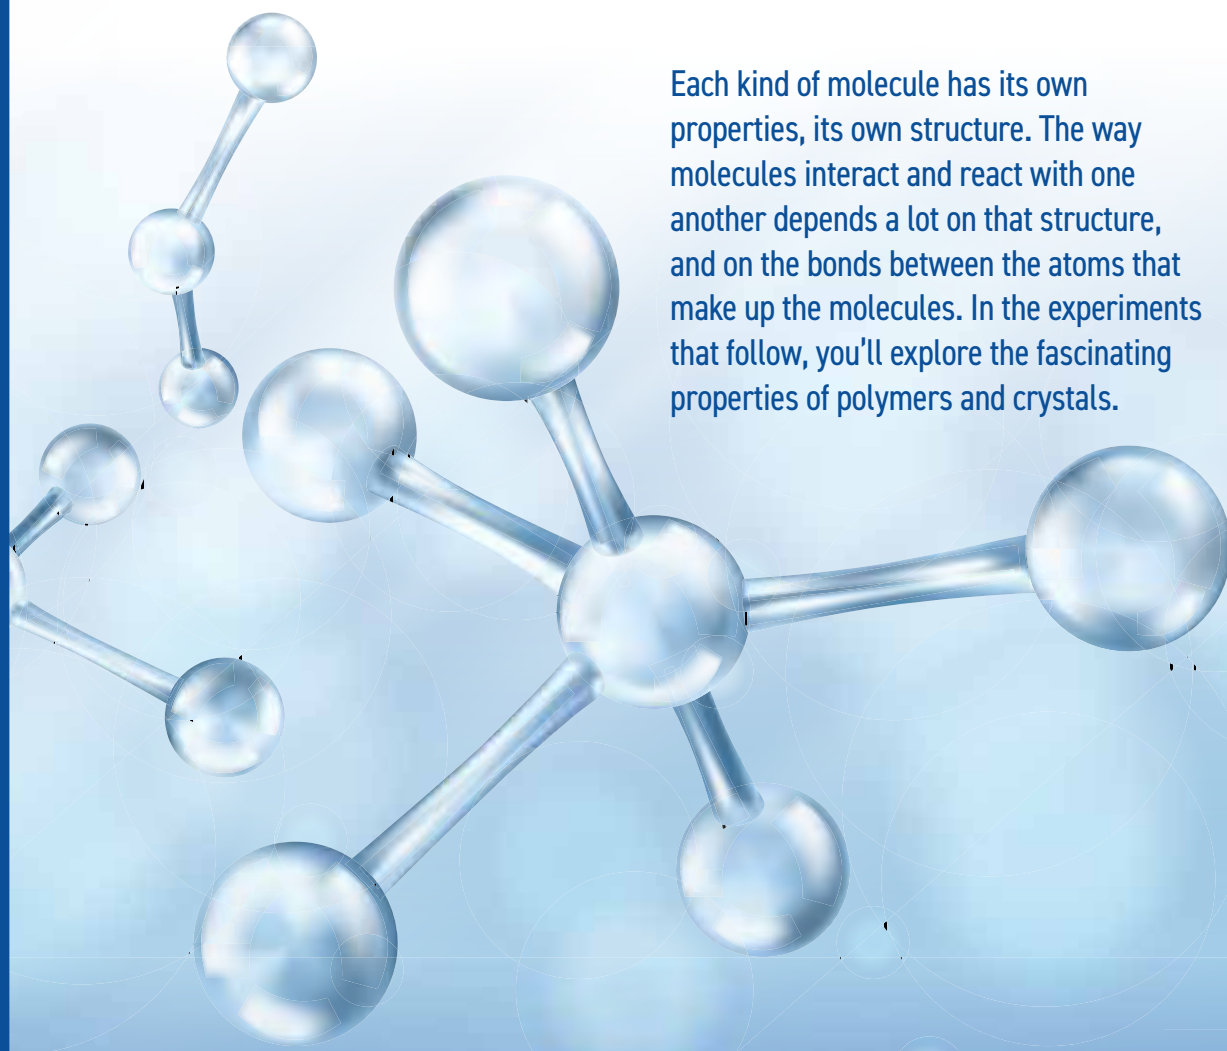 Each kind of molecule has its own
properties, its own structure. The way
molecules interact and react with one
another depends a lot on that structure,
and on the bonds between the atoms that
make up the molecules. In the experiments
that follow, you’ll explore the fascinating
properties of polymers and crystals.